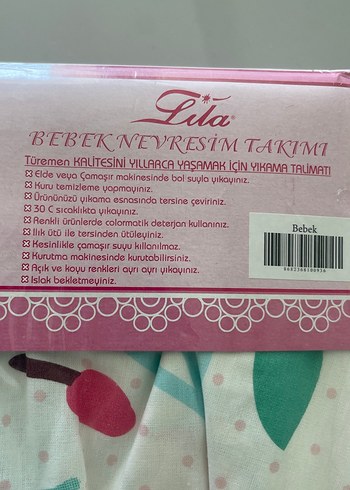 Lila
BEBEK NEVRESİM TAKIMI
Türemen KALİTESİNİ YILLARCA YAŞAMAK İÇİN YIKAMA TALİMATI
Elde veya Çamaşır makinesinde bol suyla yıkayınız.
Kuru temizleme yapmayınız.
Ürününüzü yıkama esnasında tersine çeviriniz.
30 C sıcaklıkta yıkayınız.
Renkli ürünlerde colormatik deterjan kullanınız.
Ilık ütü ile tersinden ütüleyiniz.
Kesinlikle çamaşır suyu kullanılmaz.
Kurutma makinesinde kurutabilirsiniz.
Açık ve koyu renkleri ayrı ayrı yıkayınız.
Islak bekletmeyiniz.
Bebek